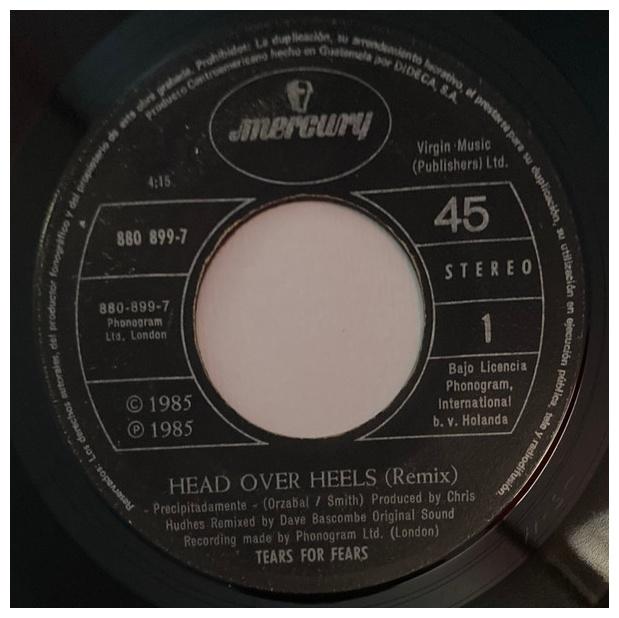 Reservados: Los derechos autorales, del productor fonográfico y del propietario de esta obra grabada. Prohibidos: La duplicación, su arrendamiento lucrativo, el prestarla para su duplicación, su utilización en ejecución pública, tele y radiodifusión.
Producto Centroamericano hecho en Guatemala por DIDECA, S.A.
mercury
Virgin Music
(Publishers) Ltd.
4:15
A
880 899-7
45
STEREO
880-899-7
Phonogram
Ltd. London
1
Bajo Licencia
Phonogram,
International
b. v. Holanda
© 1985
℗ 1985
HEAD OVER HEELS (Remix)
- Precipitadamente - (Orzabal / Smith) Produced by Chris
Hudhes Remixed by Dave Bascombe Original Sound
Recording made by Phonogram Ltd. (London)
TEARS FOR FEARS